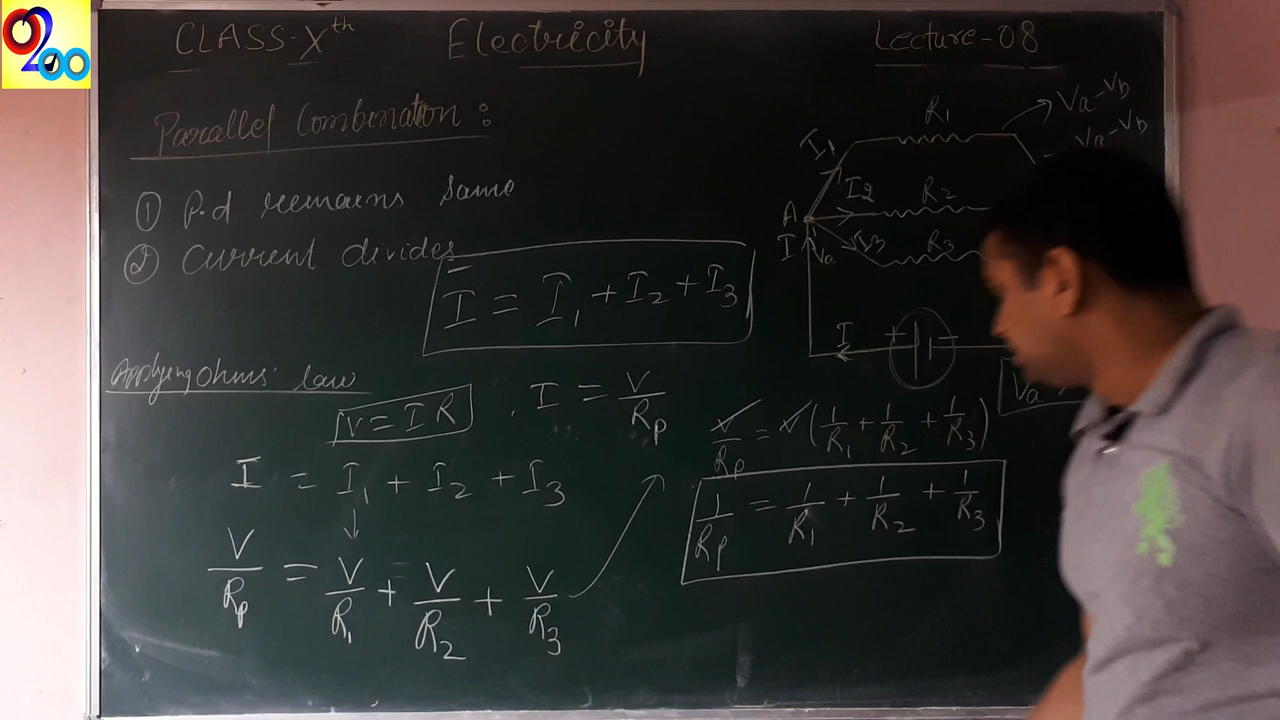 0200
CLASS-Xth Electricity Lecture-08
Parallel Combination :
① P.d remains same
② Current divides
I = I1 + I2 + I3
Applying ohms law
V = IR , I = V/Rp
I = I1 + I2 + I3
V/Rp = V/R1 + V/R2 + V/R3
R1 Va-Vb
I1 Va-Vb
I2 R2
A
I Va I3 R3
I + -
Va
V/Rp = V(1/R1 + 1/R2 + 1/R3)
1/Rp = 1/R1 + 1/R2 + 1/R3